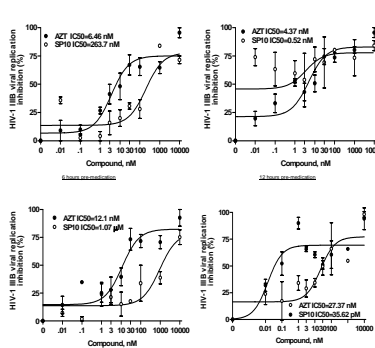 100
75
50
25
0
HIV-1 IIIB viral replication
inhibition (%)
AZT IC50=6.46 nM
SP10 IC50=263.7 nM
0 .01 .1 1 3 10 30 100 100 1000 10000
Compound, nM
6 hours pre-medication
100
75
50
25
0
HIV-1 IIIB viral replication
inhibition (%)
AZT IC50=4.37 nM
SP10 IC50=0.52 nM
0 0.01 0.1 1 3 10 30 100 1000 10000
Compound, nM
12 hours pre-medication
100
75
50
25
0
HIV-1 IIIB viral replication
inhibition (%)
AZT IC50=12.1 nM
SP10 IC50=1.07 µM
0 .01 .1 1 3 10 30 100 1000 10000
Compound, nM
100
75
50
25
0
HIV-1 IIIB viral replication
inhibition (%)
AZT IC50=27.37 nM
SP10 IC50=35.62 pM
0 0.01 0.1 1 3 10 30 100 1000 10000
Compound, nM